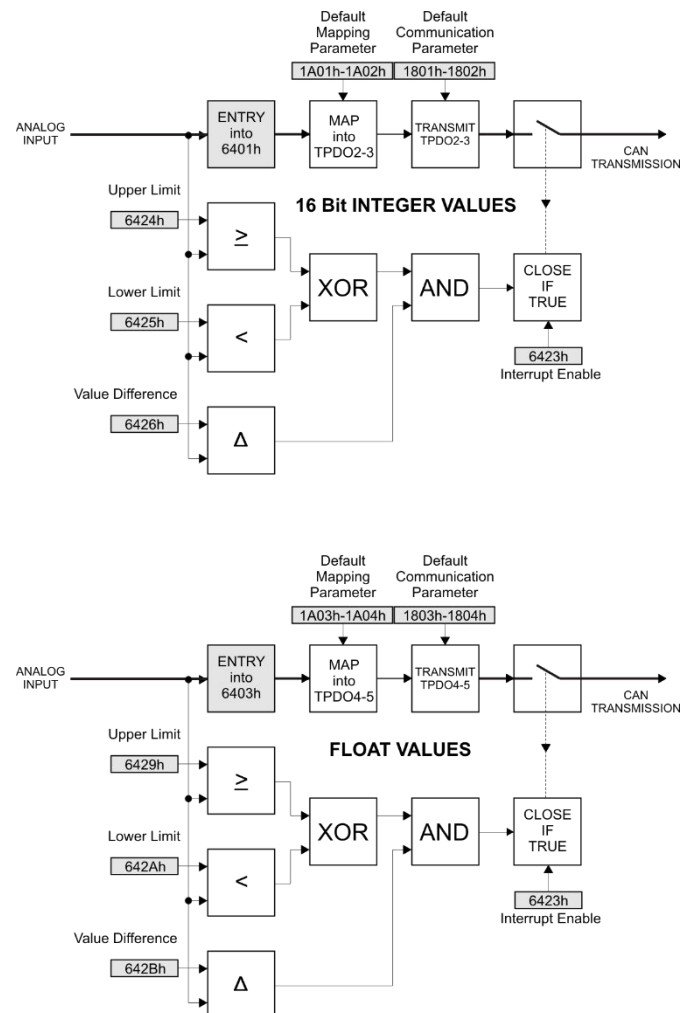 Default
Mapping
Parameter
Default
Communication
Parameter
1A01h-1A02h
1801h-1802h
ANALOG
INPUT
ENTRY
into
6401h
MAP
into
TPDO2-3
TRANSMIT
TPDO2-3
CAN
TRANSMISSION
Upper Limit
6424h
≥
16 Bit INTEGER VALUES
Lower Limit
6425h
<
XOR
AND
CLOSE
IF
TRUE
6423h
Interrupt Enable
Value Difference
6426h
Δ
Default
Mapping
Parameter
Default
Communication
Parameter
1A03h-1A04h
1803h-1804h
ANALOG
INPUT
ENTRY
into
6403h
MAP
into
TPDO4-5
TRANSMIT
TPDO4-5
CAN
TRANSMISSION
Upper Limit
6429h
≥
FLOAT VALUES
Lower Limit
642Ah
<
XOR
AND
CLOSE
IF
TRUE
6423h
Interrupt Enable
Value Difference
642Bh
Δ